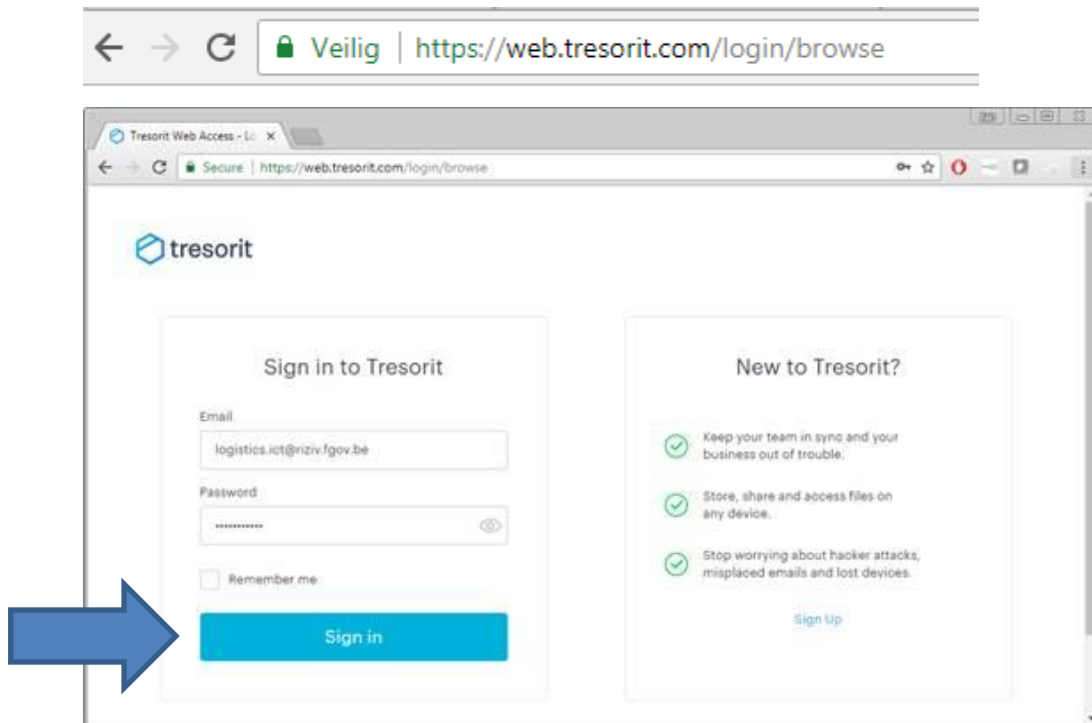 Veilig | https://web.tresorit.com/login/browse
Tresorit Web Access - Lo
Secure | https://web.tresorit.com/login/browse
tresorit
Sign in to Tresorit
Email
logistics.ict@riziv.fgov.be
Password
Remember me
Sign in
New to Tresorit?
Keep your team in sync and your
business out of trouble.
Store, share and access files on
any device.
Stop worrying about hacker attacks,
misplaced emails and lost devices.
Sign Up